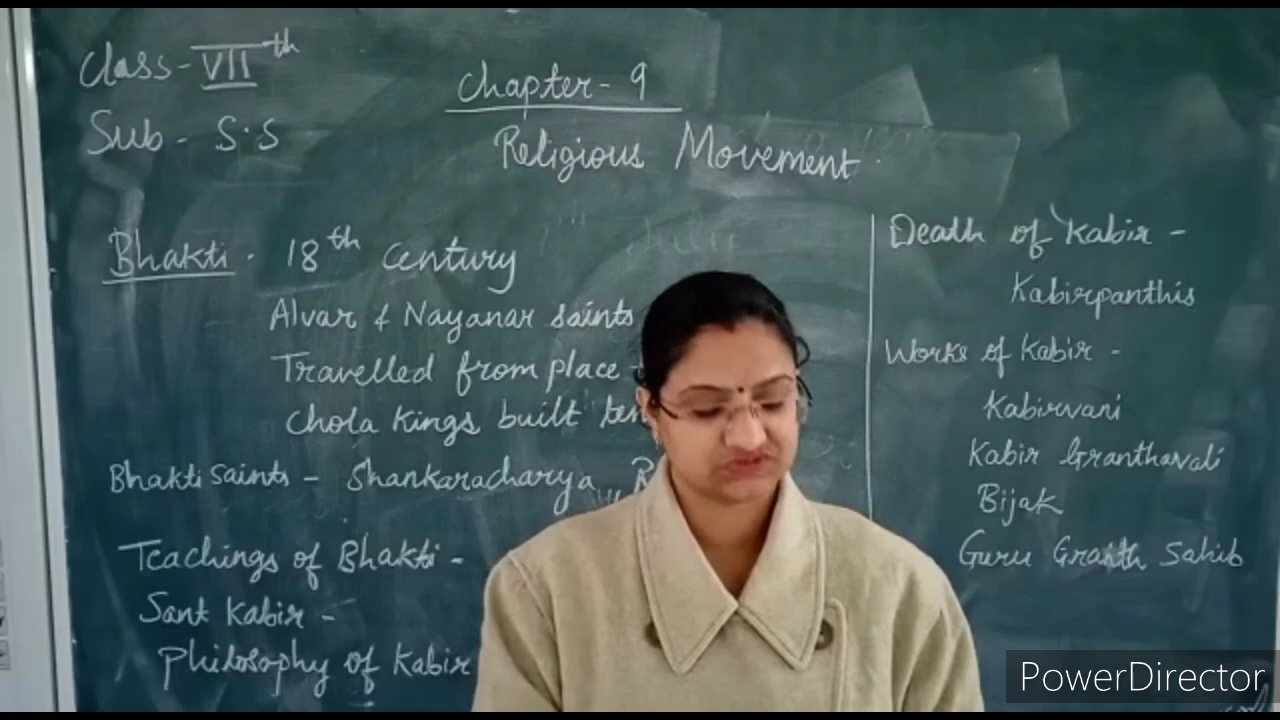 Class - VII th
Sub - S.S
Chapter - 9
Religious Movement.
Bhakti. 18th century
Alvar & Nayanar saints
Travelled from place -
Chola Kings built
Bhakti saints - Shankaracharya
Teachings of Bhakti -
Sant Kabir -
Philosophy of Kabir
Death of Kabir -
Kabirpanthis
Works of Kabir -
Kabirvani
Kabir Granthavali
Bijak
Guru Granth Sahib
PowerDirector